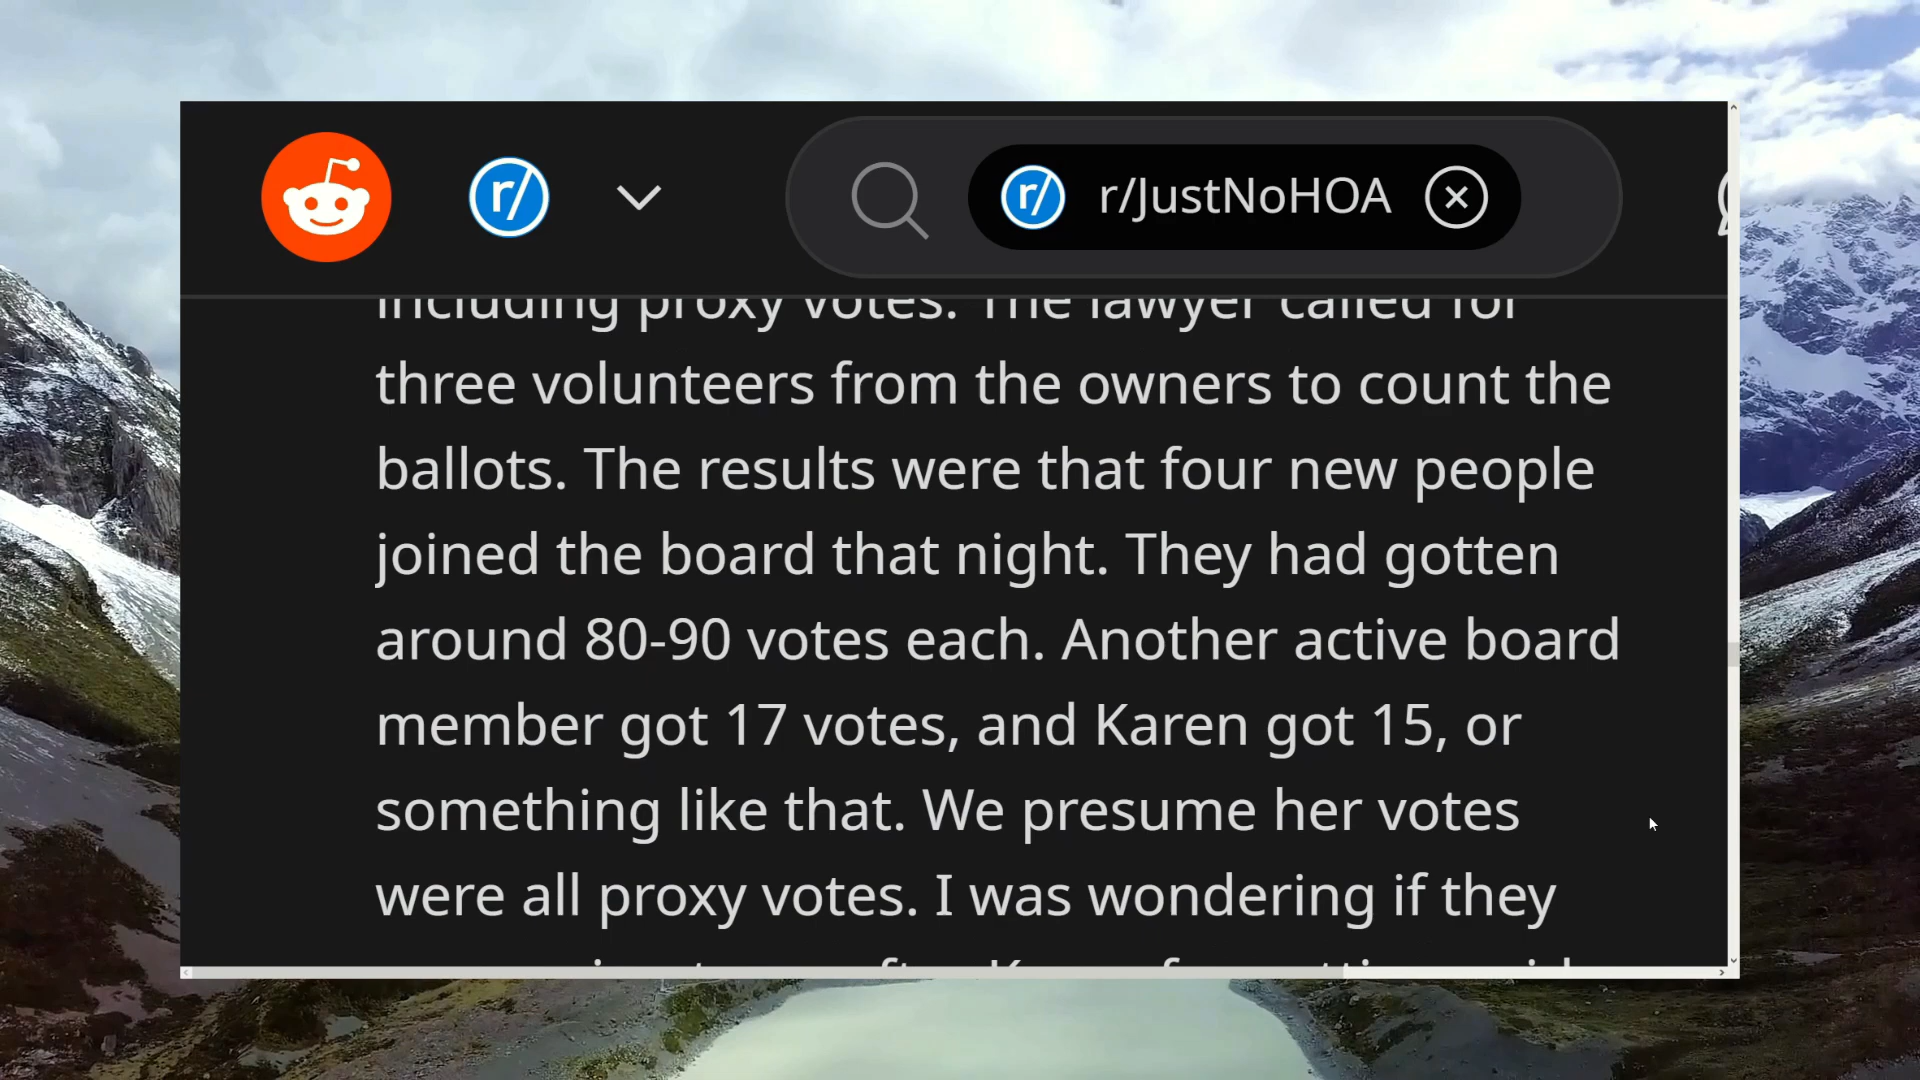 r/ r/ r/JustNoHOA
including proxy votes. The lawyer called for
three volunteers from the owners to count the
ballots. The results were that four new people
joined the board that night. They had gotten
around 80-90 votes each. Another active board
member got 17 votes, and Karen got 15, or
something like that. We presume her votes
were all proxy votes. I was wondering if they